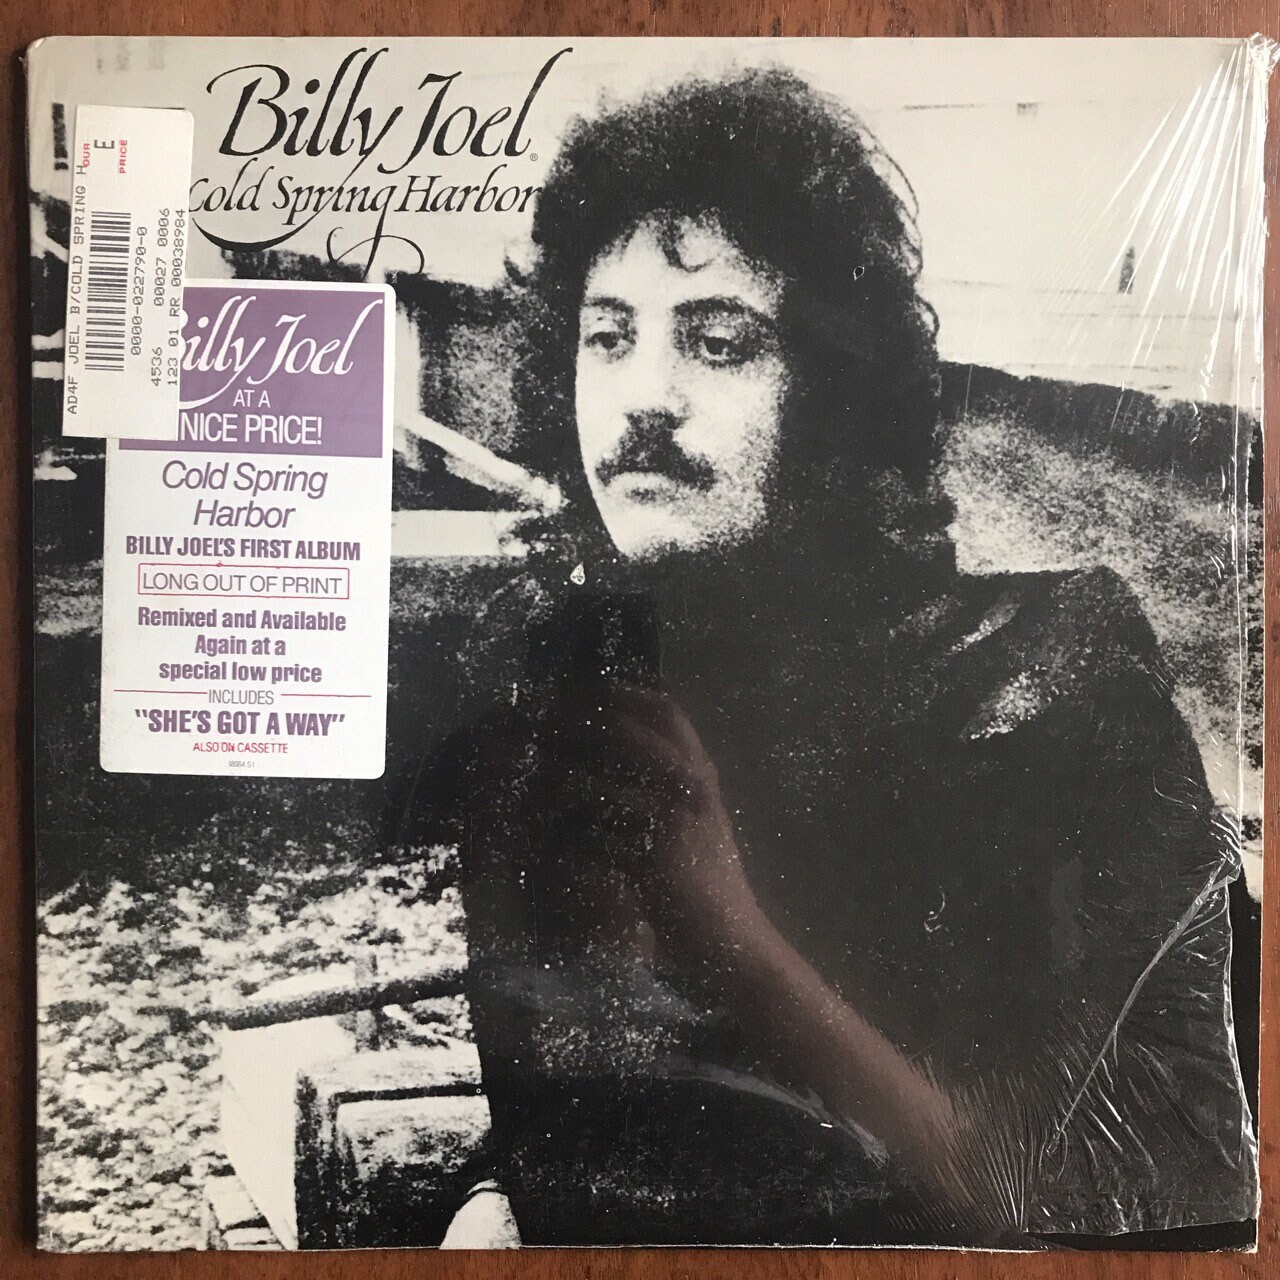 Billy Joel®
Cold Spring Harbor
OUR
E
PRICE
AD4F JOEL B/COLD SPRING H
0000-022790-0
4536 00027 0006
123 01 RR 00038984
Billy Joel
AT A
NICE PRICE!
Cold Spring
Harbor
BILLY JOEL'S FIRST ALBUM
LONG OUT OF PRINT
Remixed and Available
Again at a
special low price
INCLUDES
"SHE'S GOT A WAY"
ALSO ON CASSETTE